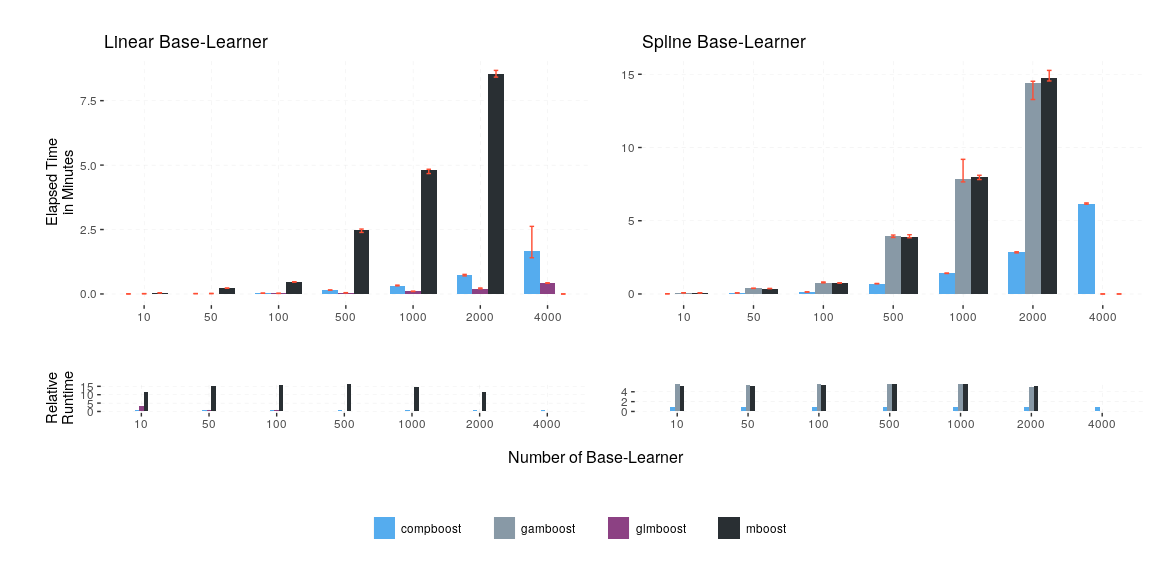 Linear Base-Learner
Spline Base-Learner
Elapsed Time
in Minutes
7.5
5.0
2.5
0.0
10 50 100 500 1000 2000 4000
15
10
5
0
10 50 100 500 1000 2000 4000
Relative
Runtime
15
10
5
0
10 50 100 500 1000 2000 4000
4
2
0
10 50 100 500 1000 2000 4000
Number of Base-Learner
compboost gamboost glmboost mboost